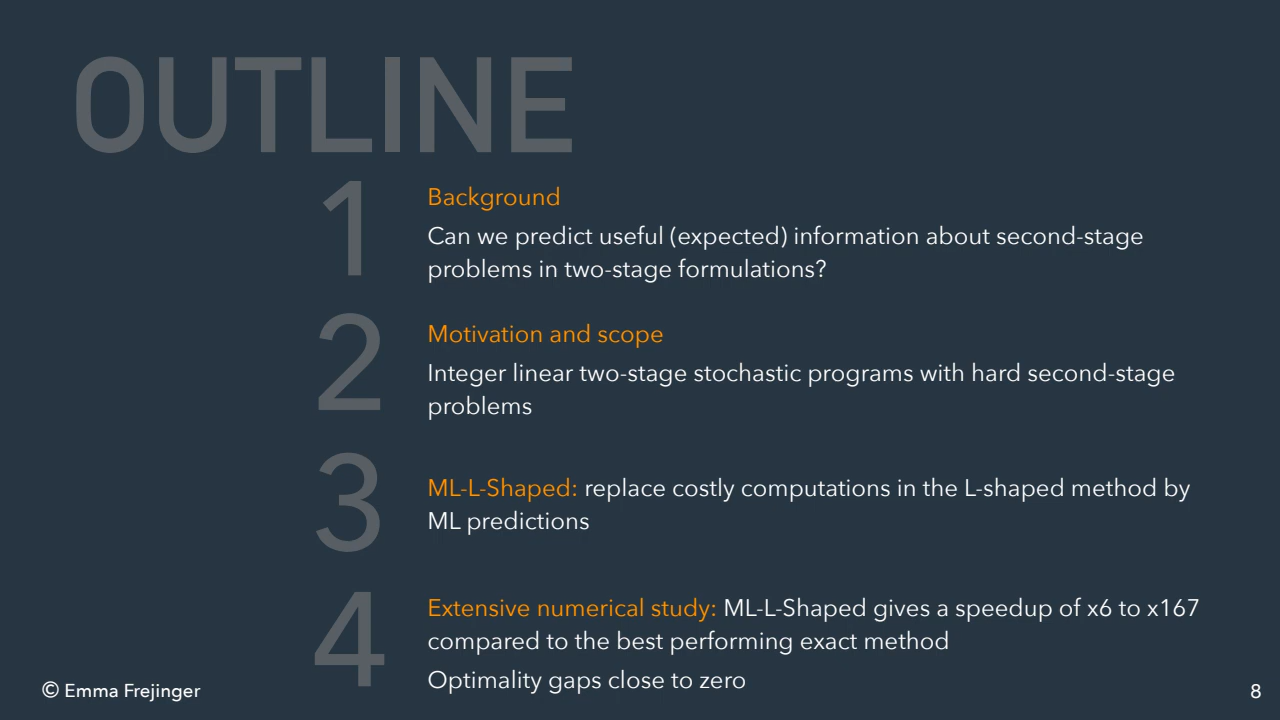 OUTLINE
1
Background
Can we predict useful (expected) information about second-stage
problems in two-stage formulations?
2
Motivation and scope
Integer linear two-stage stochastic programs with hard second-stage
problems
3
ML-L-Shaped: replace costly computations in the L-shaped method by
ML predictions
4
Extensive numerical study: ML-L-Shaped gives a speedup of x6 to x167
compared to the best performing exact method
Optimality gaps close to zero
© Emma Frejinger
8